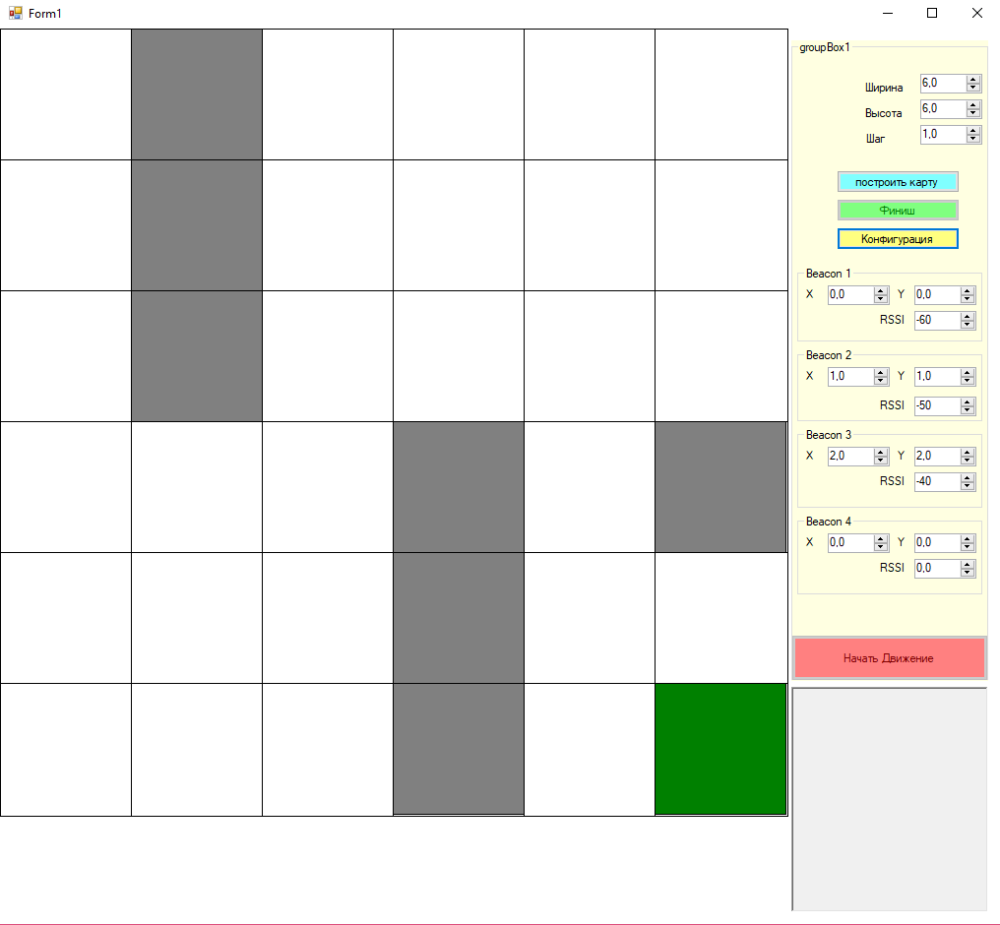 Form1
groupBox1
Ширина 6,0
Высота 6,0
Шаг 1,0
построить карту
Финиш
Конфигурация
Beacon 1
X 0,0 Y 0,0
RSSI -60
Beacon 2
X 1,0 Y 1,0
RSSI -50
Beacon 3
X 2,0 Y 2,0
RSSI -40
Beacon 4
X 0,0 Y 0,0
RSSI 0,0
Начать Движение